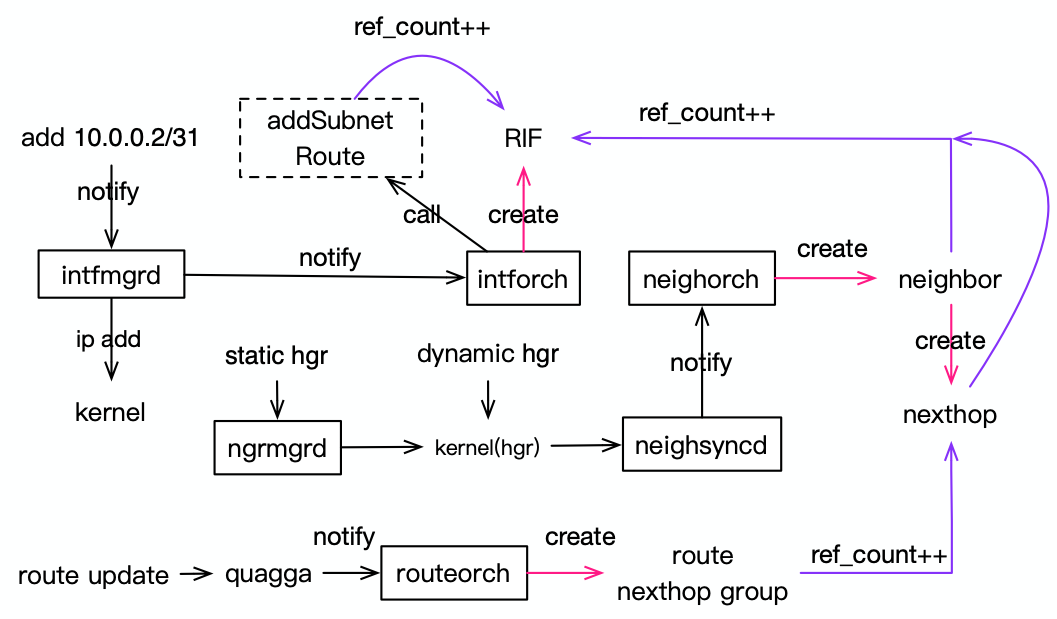 ref_count++
addSubnet
Route
RIF
ref_count++
add 10.0.0.2/31
notify
call
create
intfmgrd
notify
intforch
neighorch
create
neighbor
ip add
static hgr
dynamic hgr
notify
create
kernel
nexthop
ngrmgrd
kernel(hgr)
neighsyncd
notify
create
route
nexthop group
ref_count++
route update
quagga
routeorch